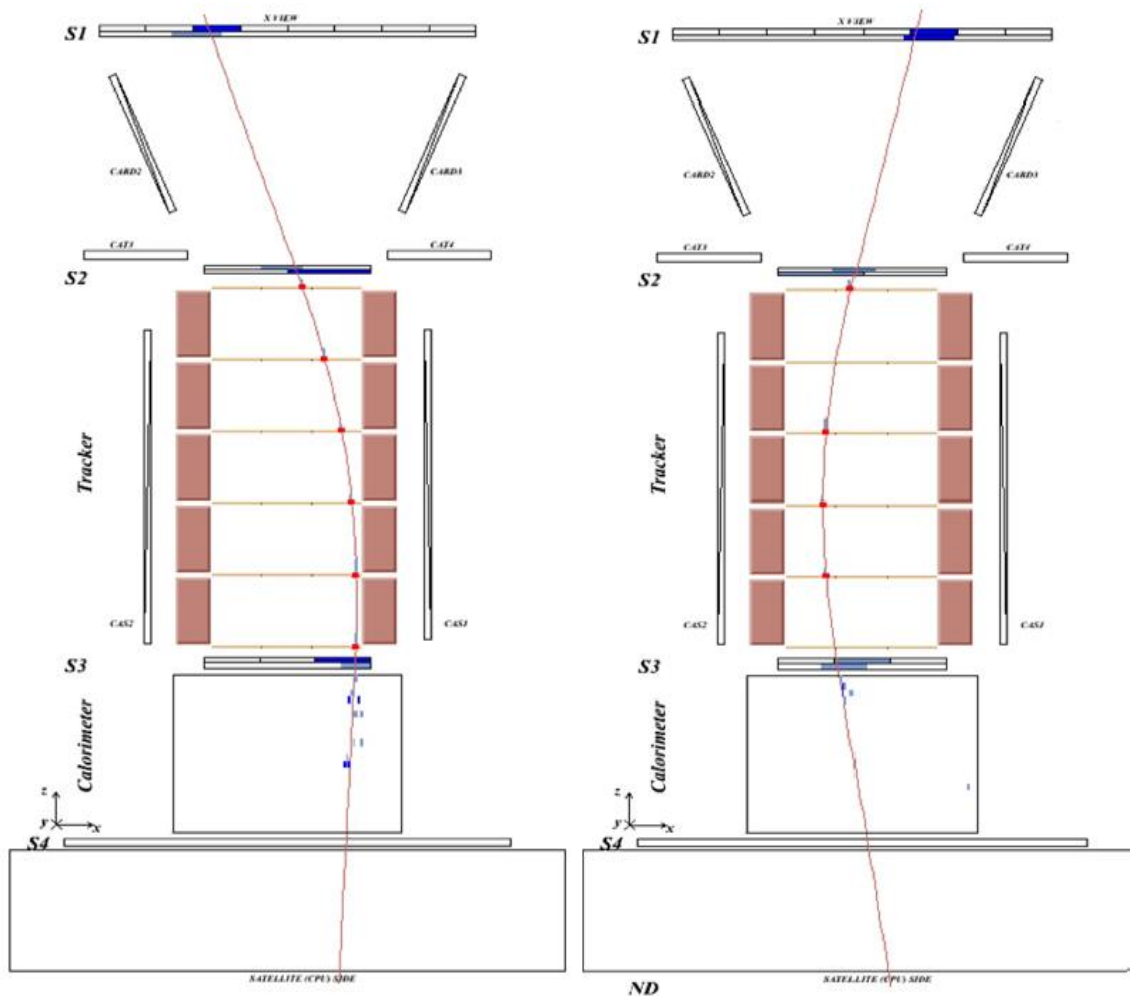 X VIEW
S1
CARD2
CARD3
CAT3
CAT4
S2
Tracker
CAS2
CAS1
S3
Calorimeter
z
y
x
S4
SATELLITE (CPU) SIDE
X VIEW
S1
CARD2
CARD3
CAT3
CAT4
S2
Tracker
CAS2
CAS1
S3
Calorimeter
z
y
x
S4
SATELLITE (CPU) SIDE
ND